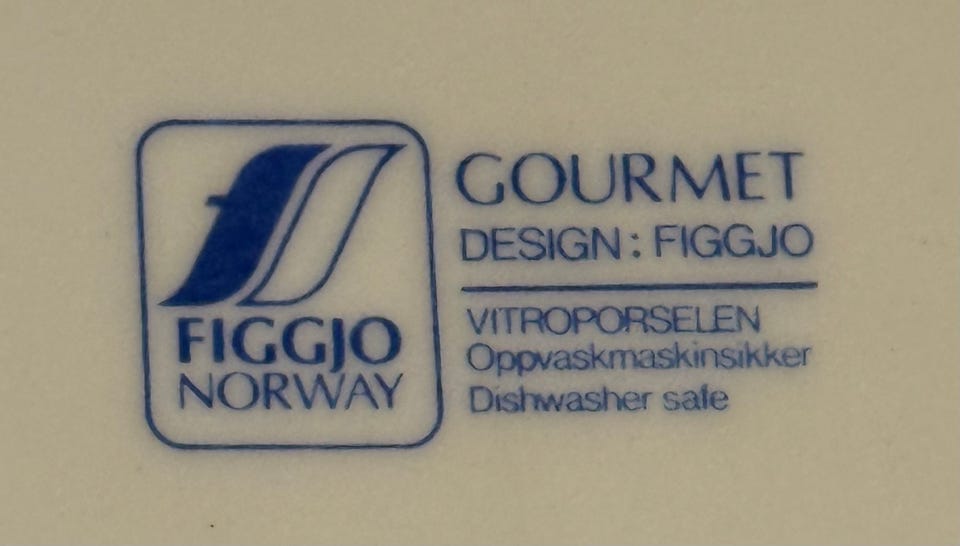 FIGGJO
NORWAY
GOURMET
DESIGN: FIGGJO
VITROPORSELEN
Oppvaskmaskinsikker
Dishwasher safe